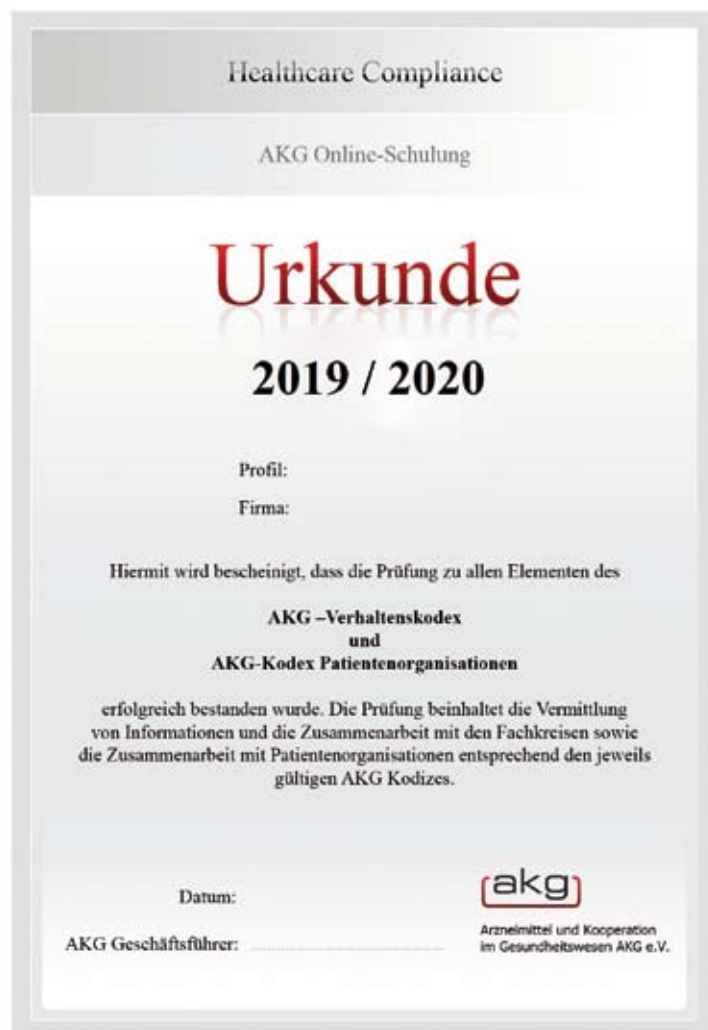 Healthcare Compliance
AKG Online-Schulung
Urkunde
2019 / 2020
Profil:
Firma:
Hiermit wird bescheinigt, dass die Prüfung zu allen Elementen des
AKG –Verhaltenskodex
und
AKG-Kodex Patientenorganisationen
erfolgreich bestanden wurde. Die Prüfung beinhaltet die Vermittlung
von Informationen und die Zusammenarbeit mit den Fachkreisen sowie
die Zusammenarbeit mit Patientenorganisationen entsprechend den jeweils
gültigen AKG Kodizes.
Datum:
AKG Geschäftsführer:
akg
Arzneimittel und Kooperation
im Gesundheitswesen AKG e.V.